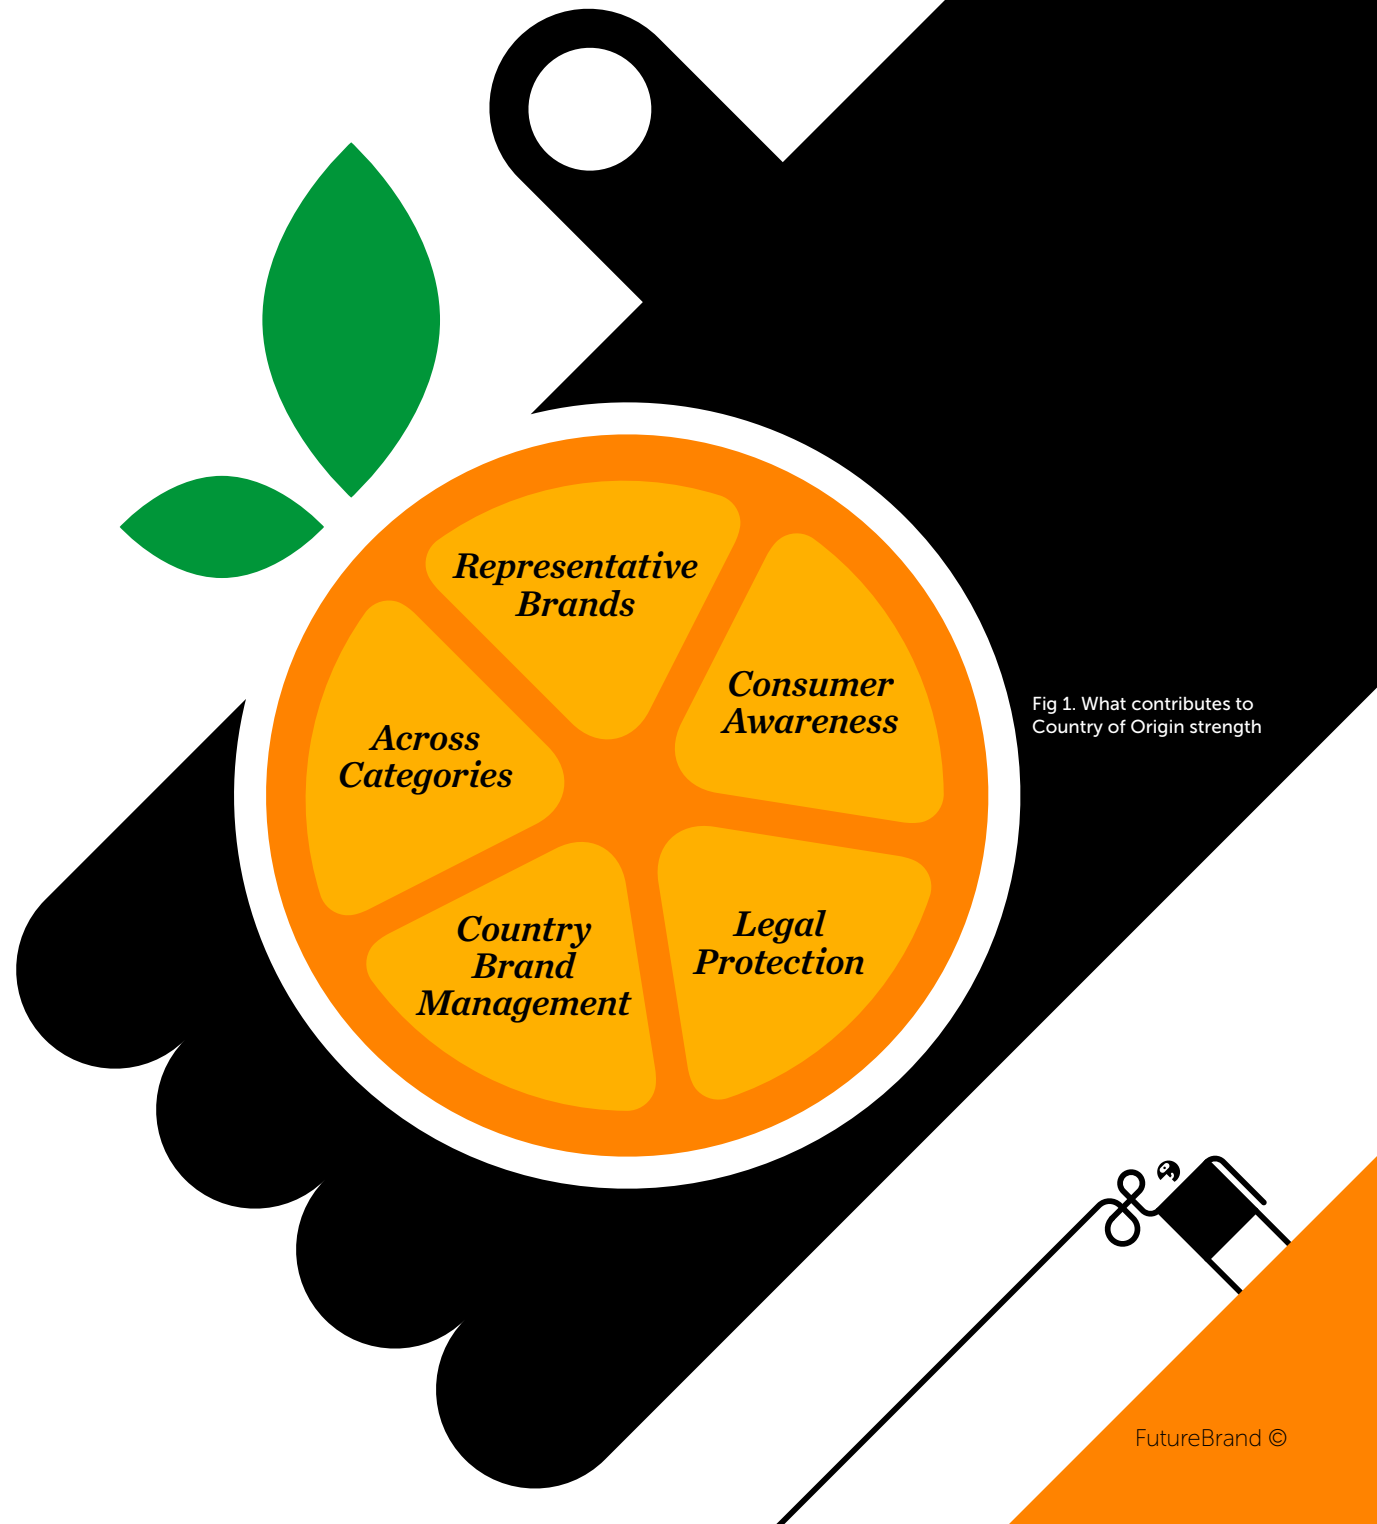 Representative
Brands
Consumer
Awareness
Across
Categories
Legal
Protection
Country
Brand
Management
Fig 1. What contributes to
Country of Origin strength
FutureBrand ©